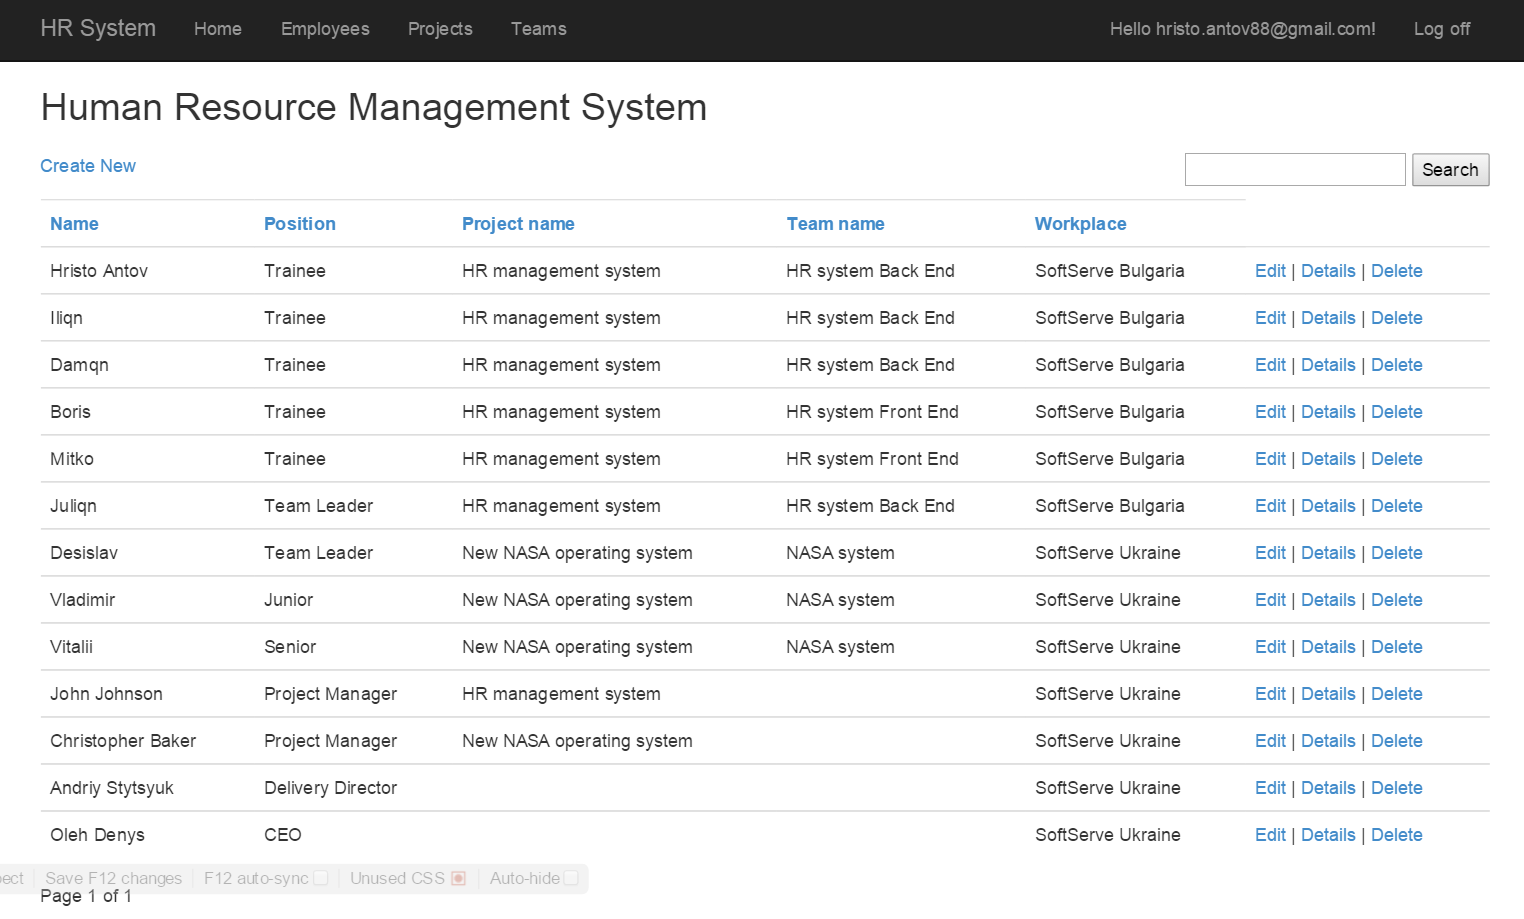 HR System Home Employees Projects Teams Hello hristo.antov88@gmail.com! Log off
Human Resource Management System
Create New Search
Name Position Project name Team name Workplace
Hristo Antov Trainee HR management system HR system Back End SoftServe Bulgaria Edit | Details | Delete
Iliqn Trainee HR management system HR system Back End SoftServe Bulgaria Edit | Details | Delete
Damqn Trainee HR management system HR system Back End SoftServe Bulgaria Edit | Details | Delete
Boris Trainee HR management system HR system Front End SoftServe Bulgaria Edit | Details | Delete
Mitko Trainee HR management system HR system Front End SoftServe Bulgaria Edit | Details | Delete
Juliqn Team Leader HR management system HR system Back End SoftServe Bulgaria Edit | Details | Delete
Desislav Team Leader New NASA operating system NASA system SoftServe Ukraine Edit | Details | Delete
Vladimir Junior New NASA operating system NASA system SoftServe Ukraine Edit | Details | Delete
Vitalii Senior New NASA operating system NASA system SoftServe Ukraine Edit | Details | Delete
John Johnson Project Manager HR management system SoftServe Ukraine Edit | Details | Delete
Christopher Baker Project Manager New NASA operating system SoftServe Ukraine Edit | Details | Delete
Andriy Stytsyuk Delivery Director SoftServe Ukraine Edit | Details | Delete
Oleh Denys CEO SoftServe Ukraine Edit | Details | Delete
ect Save F12 changes F12 auto-sync Unused CSS Auto-hide
Page 1 of 1